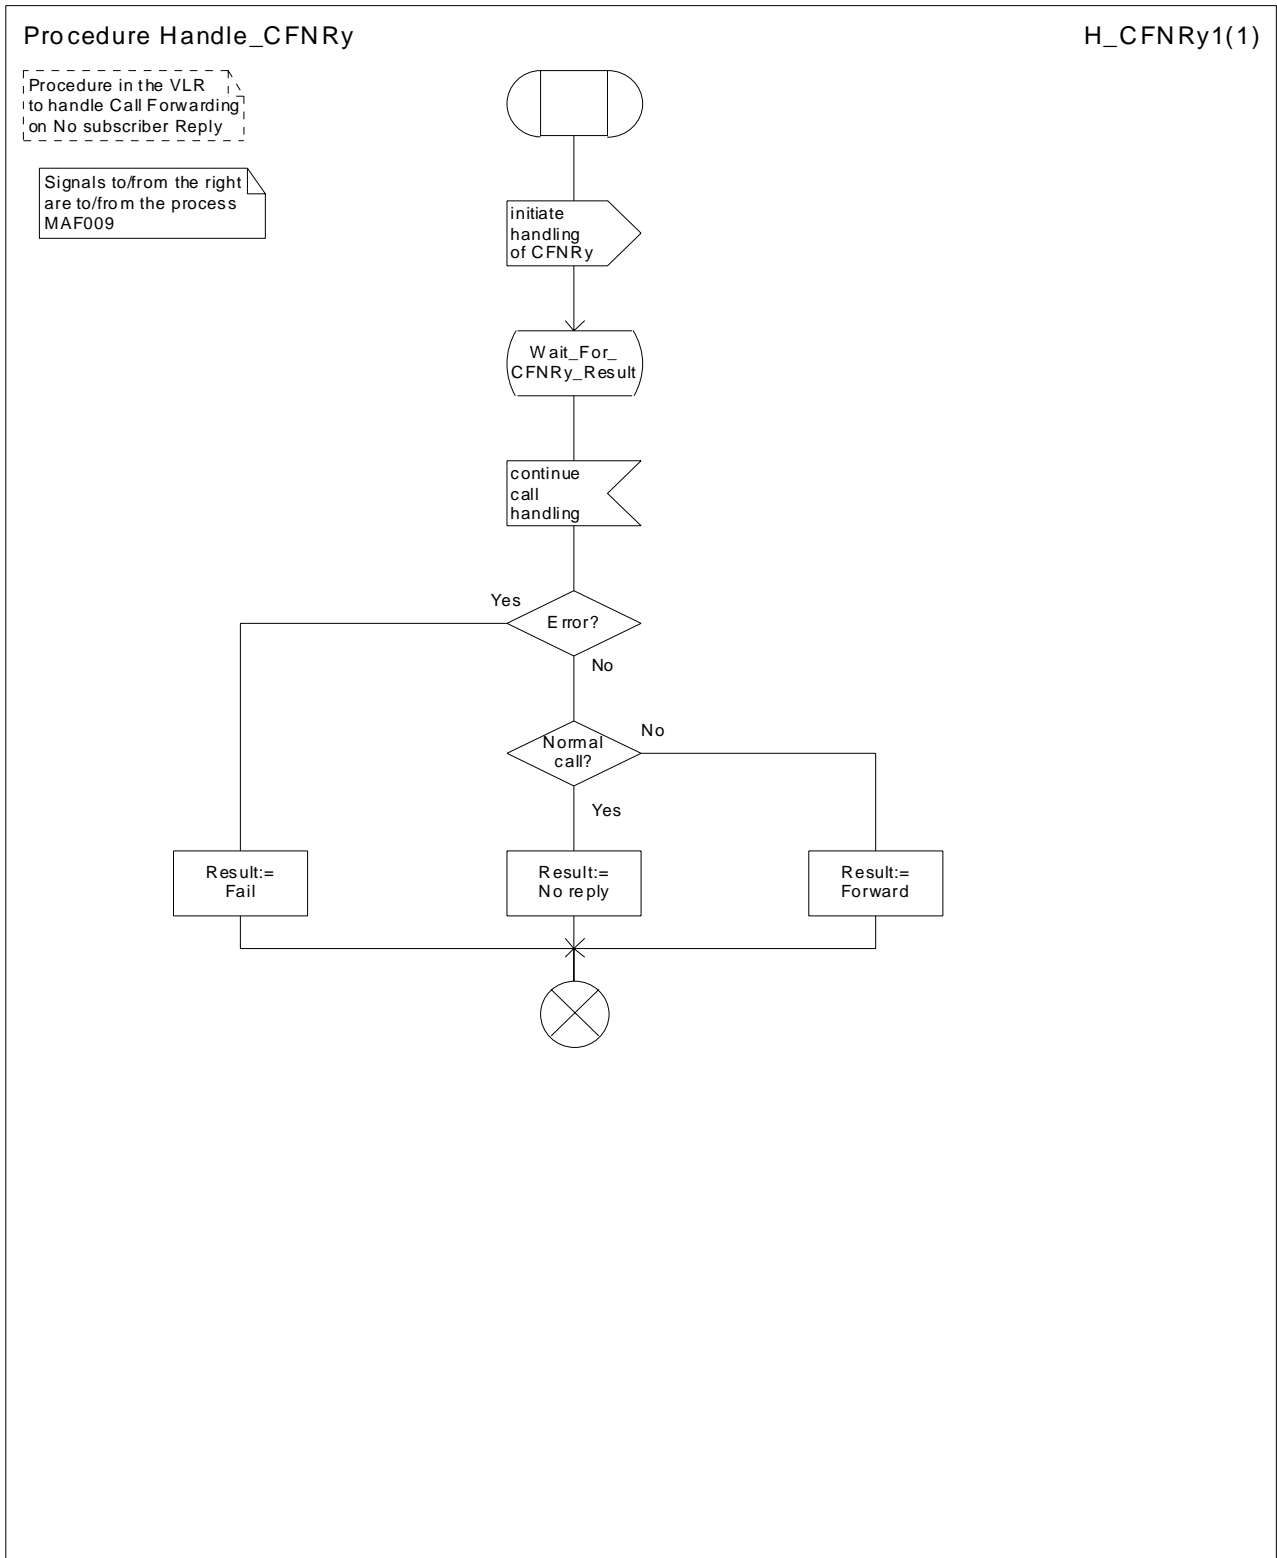 Procedure Handle_CFNRy
H_CFNRy1(1)
Procedure in the VLR
to handle Call Forwarding
on No subscriber Reply
Signals to/from the right
are to/from the process
MAF009
initiate
handling
of CFNRy
Wait_For_
CFNRy_Result
continue
call
handling
Yes
Error?
No
No
Normal
call?
Yes
Result:=
Fail
Result:=
No reply
Result:=
Forward